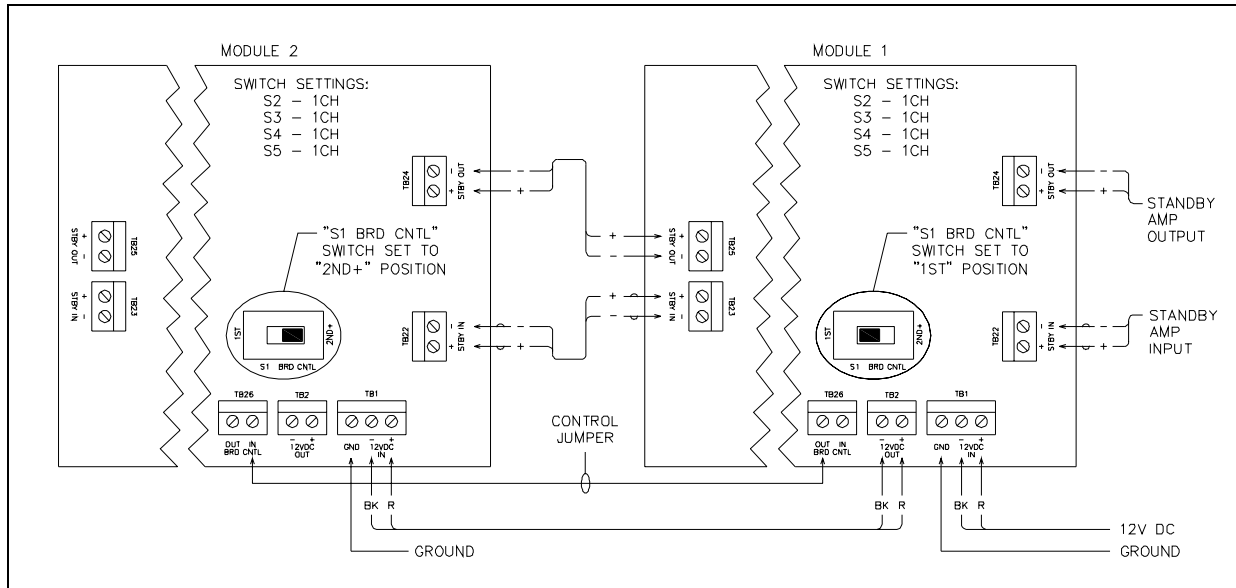 MODULE 2
SWITCH SETTINGS:
S2 - 1CH
S3 - 1CH
S4 - 1CH
S5 - 1CH
TB24
- +
STBY OUT
- +
TB25
+ -
STBY OUT
TB23
+ -
STBY IN
"S1 BRD CNTL"
SWITCH SET TO
"2ND+" POSITION
1ST
2ND+
S1 BRD CNTL
TB22
- +
STBY IN
- +
TB26
OUT IN
BRD CNTL
TB2
- +
12VDC
OUT
TB1
GND - +
12VDC
IN
BK R
GROUND
CONTROL
JUMPER
MODULE 1
SWITCH SETTINGS:
S2 - 1CH
S3 - 1CH
S4 - 1CH
S5 - 1CH
TB24
- +
STBY OUT
- +
STANDBY
AMP
OUTPUT
+ -
TB25
+ -
STBY OUT
+ -
TB23
+ -
STBY IN
"S1 BRD CNTL"
SWITCH SET TO
"1ST" POSITION
1ST
2ND+
S1 BRD CNTL
TB22
- +
STBY IN
- +
STANDBY
AMP
INPUT
TB26
OUT IN
BRD CNTL
TB2
- +
12VDC
OUT
TB1
GND - +
12VDC
IN
BK R
BK R
12V DC
GROUND